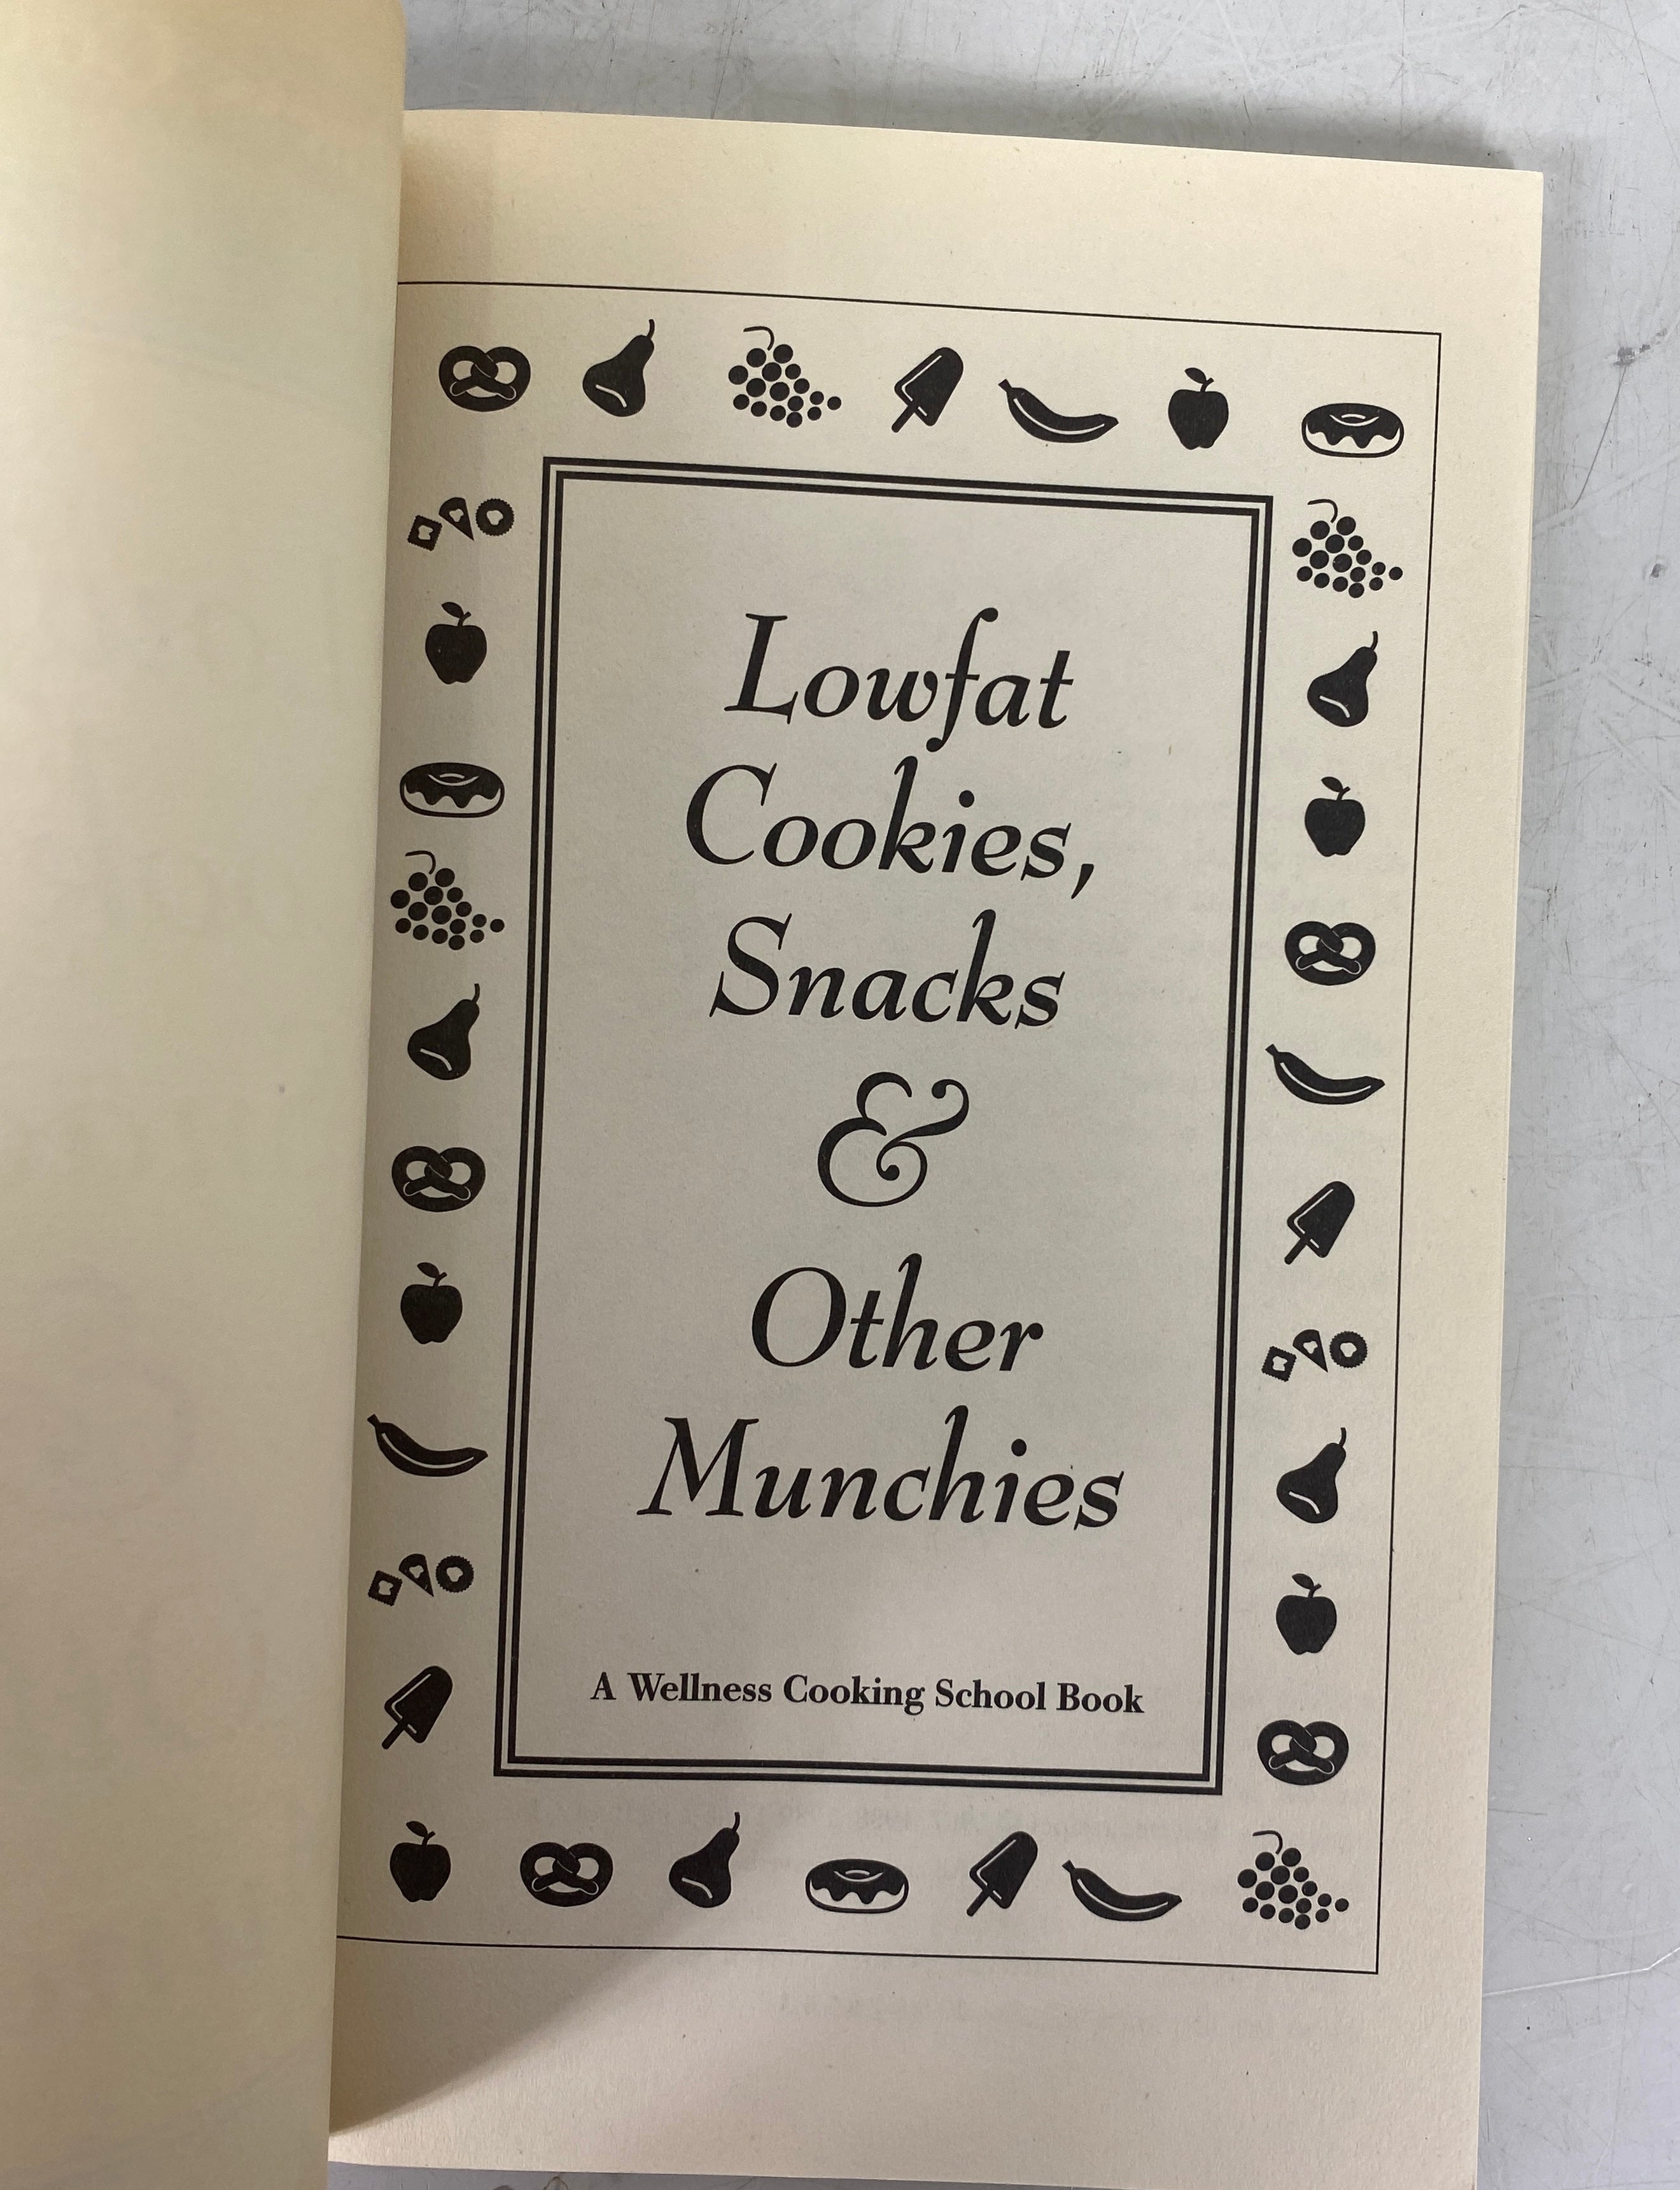 Lowfat
Cookies,
Snacks
&
Other
Munchies
A Wellness Cooking School Book